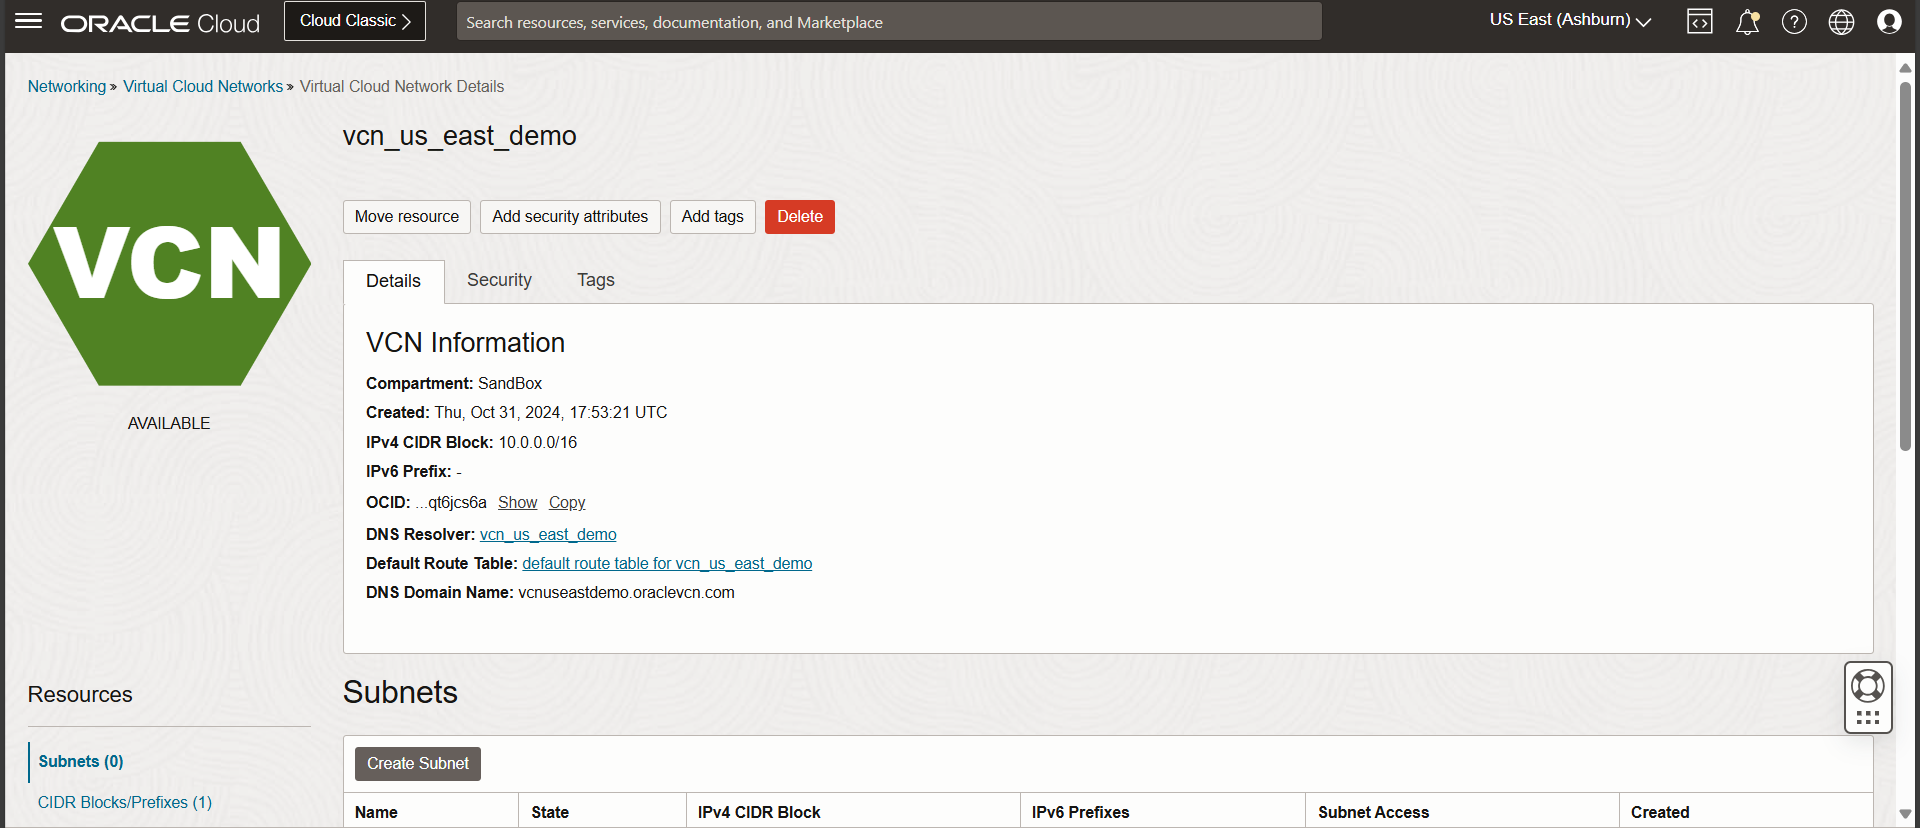 ORACLE Cloud
Cloud Classic
Search resources, services, documentation, and Marketplace
US East (Ashburn)
Networking » Virtual Cloud Networks » Virtual Cloud Network Details
VCN
AVAILABLE
vcn_us_east_demo
Move resource
Add security attributes
Add tags
Delete
Details
Security
Tags
VCN Information
Compartment: SandBox
Created: Thu, Oct 31, 2024, 17:53:21 UTC
IPv4 CIDR Block: 10.0.0.0/16
IPv6 Prefix: -
OCID: ...qt6jcs6a Show Copy
DNS Resolver: vcn_us_east_demo
Default Route Table: default route table for vcn_us_east_demo
DNS Domain Name: vcnuseastdemo.oraclevcn.com
Resources
Subnets (0)
CIDR Blocks/Prefixes (1)
Subnets
Create Subnet
Name
State
IPv4 CIDR Block
IPv6 Prefixes
Subnet Access
Created